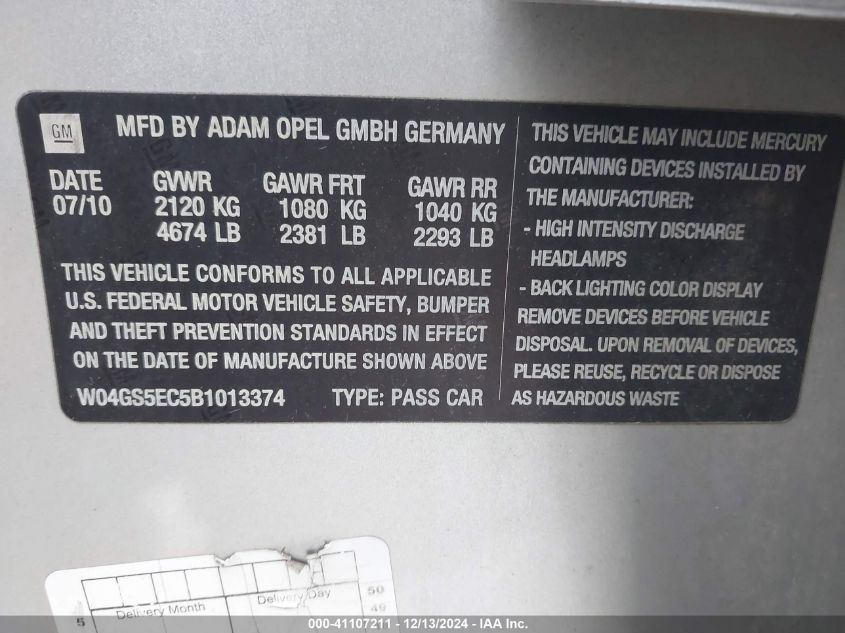 GM
MFD BY ADAM OPEL GMBH GERMANY
DATE GVWR GAWR FRT GAWR RR
07/10 2120 KG 1080 KG 1040 KG
4674 LB 2381 LB 2293 LB
THIS VEHICLE CONFORMS TO ALL APPLICABLE
U.S. FEDERAL MOTOR VEHICLE SAFETY, BUMPER
AND THEFT PREVENTION STANDARDS IN EFFECT
ON THE DATE OF MANUFACTURE SHOWN ABOVE
W04GS5EC5B1013374 TYPE: PASS CAR
THIS VEHICLE MAY INCLUDE MERCURY
CONTAINING DEVICES INSTALLED BY
THE MANUFACTURER:
- HIGH INTENSITY DISCHARGE
HEADLAMPS
- BACK LIGHTING COLOR DISPLAY
REMOVE DEVICES BEFORE VEHICLE
DISPOSAL. UPON REMOVAL OF DEVICES,
PLEASE REUSE, RECYCLE OR DISPOSE
AS HAZARDOUS WASTE
Delivery Month Delivery Day 50
5 49
000-41107211 - 12/13/2024 - IAA Inc.